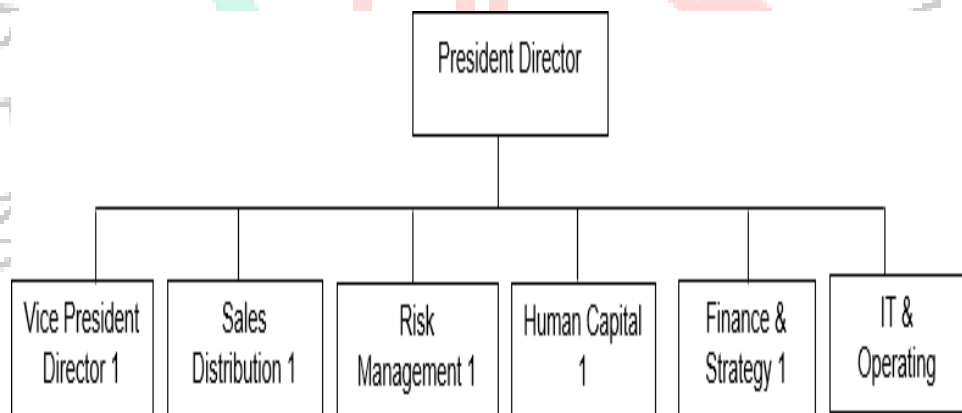 President Director
Vice President
Director 1
Sales
Distribution 1
Risk
Management 1
Human Capital
1
Finance &
Strategy 1
IT &
Operating